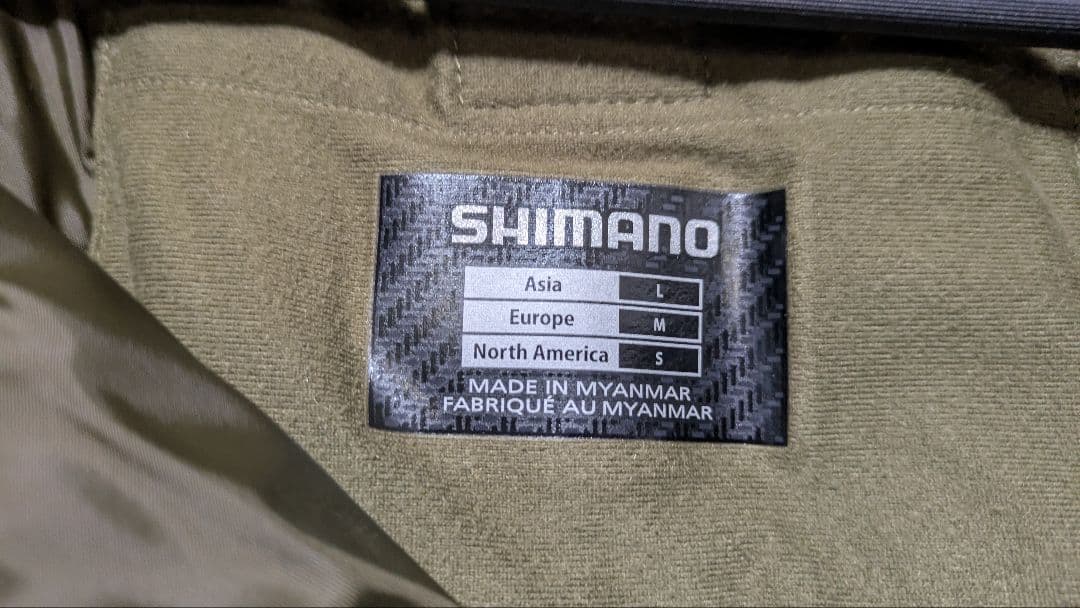 SHIMANO
Asia L
Europe M
North America S
MADE IN MYANMAR
FABRIQUÉ AU MYANMAR